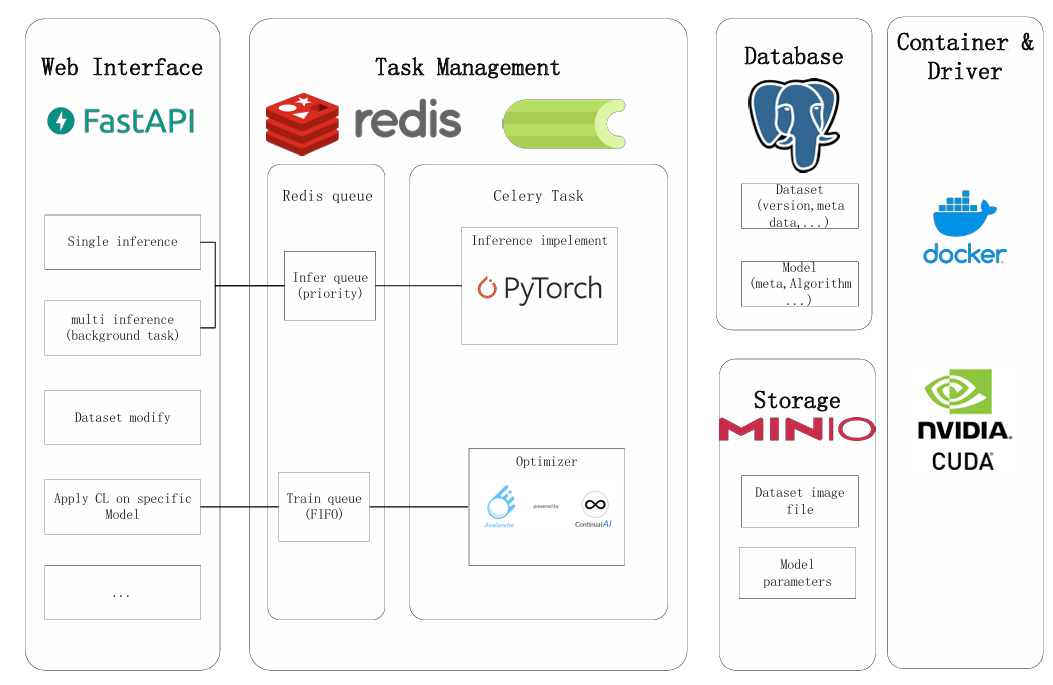 Web Interface
FastAPI
Single inference
multi inference
(background task)
Dataset modify
Apply CL on specific
Model
...
Task Management
redis
Redis queue
Infer queue
(priority)
Train queue
(FIFO)
Celery Task
Inference impelement
PyTorch
Optimizer
Avalanche
powered by
ContinualAI
Database
Dataset
(version,meta
data,...)
Model
(meta,Algorithm
...)
Storage
MINIO
Dataset image
file
Model
parameters
Container &
Driver
docker
NVIDIA.
CUDA